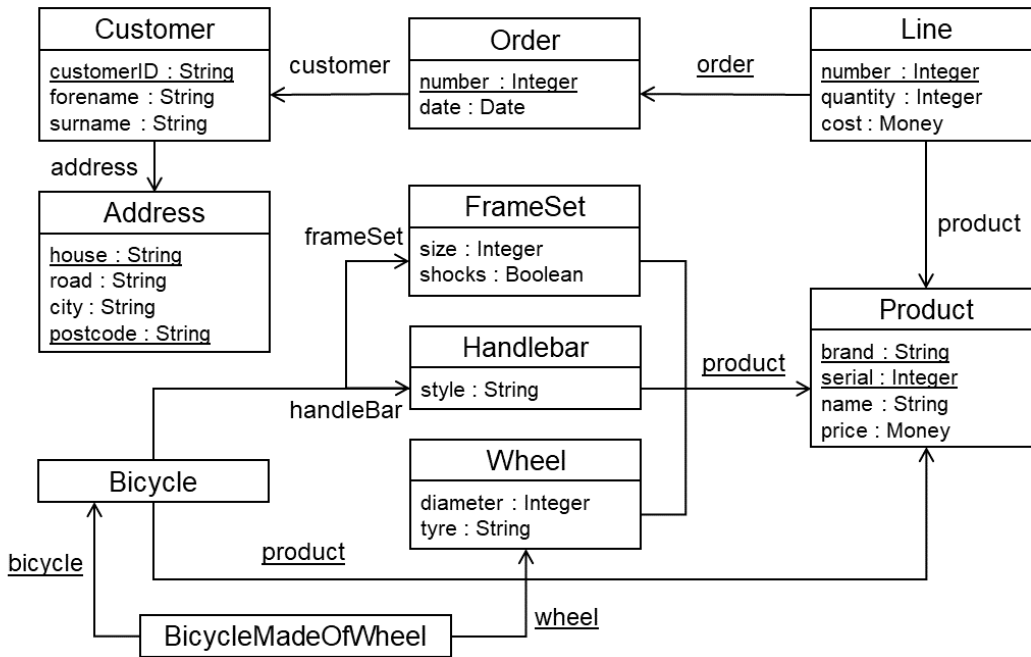 Customer
customerID : String
forename : String
surname : String
customer
Order
number : Integer
date : Date
order
Line
number : Integer
quantity : Integer
cost : Money
address
Address
house : String
road : String
city : String
postcode : String
frameSet
FrameSet
size : Integer
shocks : Boolean
product
Handlebar
style : String
handleBar
product
Product
brand : String
serial : Integer
name : String
price : Money
Bicycle
Wheel
diameter : Integer
tyre : String
product
bicycle
BicycleMadeOfWheel
wheel